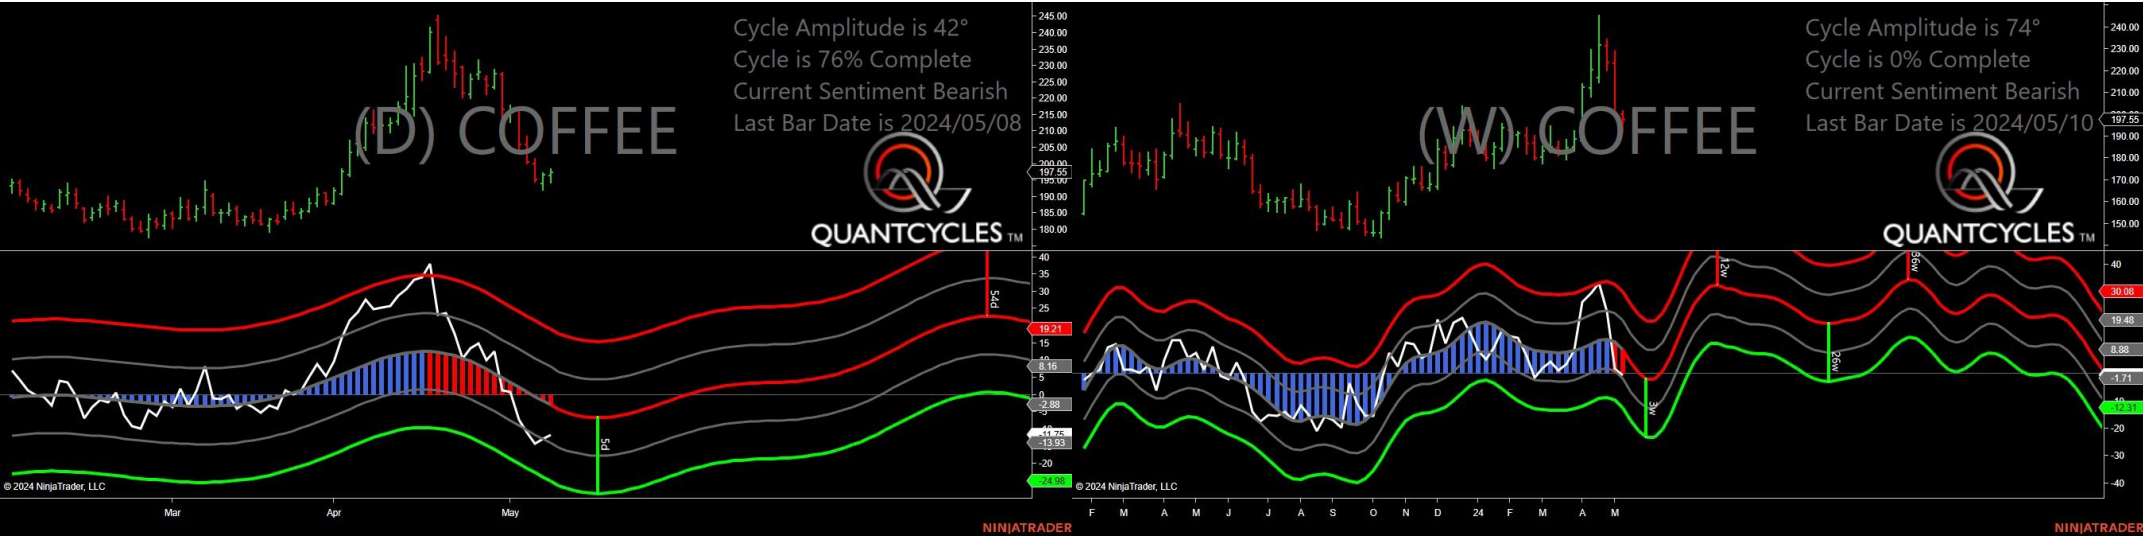 Cycle Amplitude is 42°
Cycle is 76% Complete
Current Sentiment Bearish
Last Bar Date is 2024/05/08
(D) COFFEE
QUANTCYCLES TM
245.00
240.00
235.00
230.00
225.00
220.00
215.00
210.00
205.00
200.00
197.55
195.00
190.00
185.00
180.00
40
35
30
25
19.21
15
10
8.16
5
0
-2.88
-11.75
-13.93
-20
-24.98
54d
5d
© 2024 NinjaTrader, LLC
Mar
Apr
May
NINJATRADER
Cycle Amplitude is 74°
Cycle is 0% Complete
Current Sentiment Bearish
Last Bar Date is 2024/05/10
(W) COFFEE
QUANTCYCLES TM
240.00
230.00
220.00
210.00
197.55
190.00
180.00
170.00
160.00
150.00
40
30.08
19.48
8.88
-1.71
-12.31
-20
-30
-40
12w
36w
26w
3w
© 2024 NinjaTrader, LLC
F M A M J J A S O N D 24 F M A M
NINJATRADER